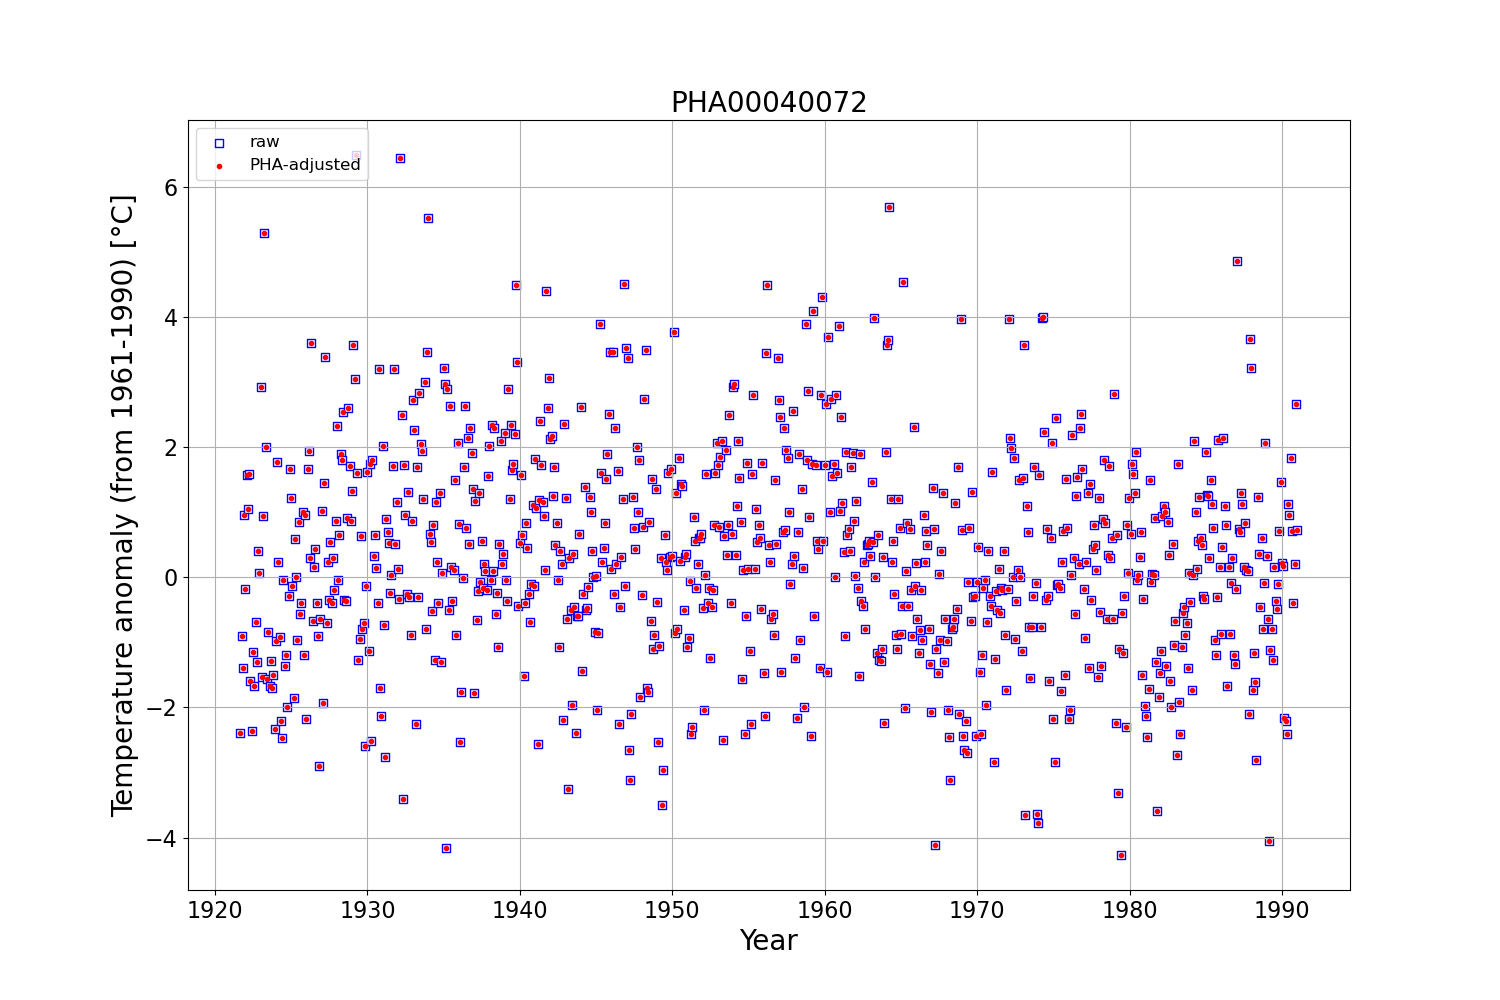 PHA00040072
raw
PHA-adjusted
Temperature anomaly (from 1961-1990) [°C]
6
4
2
0
−2
−4
1920 1930 1940 1950 1960 1970 1980 1990
Year